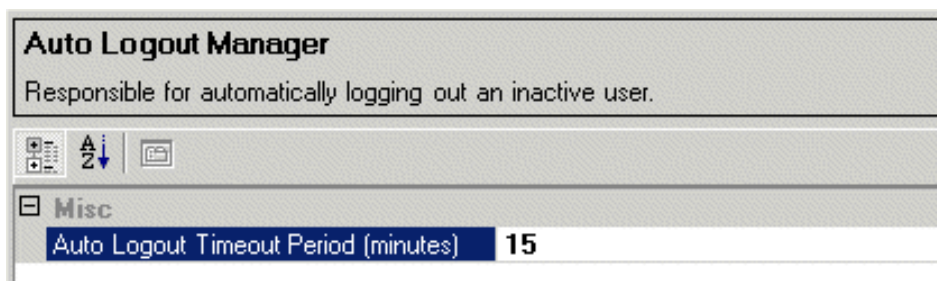 Auto Logout Manager
Responsible for automatically logging out an inactive user.
A
Z
Misc
Auto Logout Timeout Period (minutes) 15